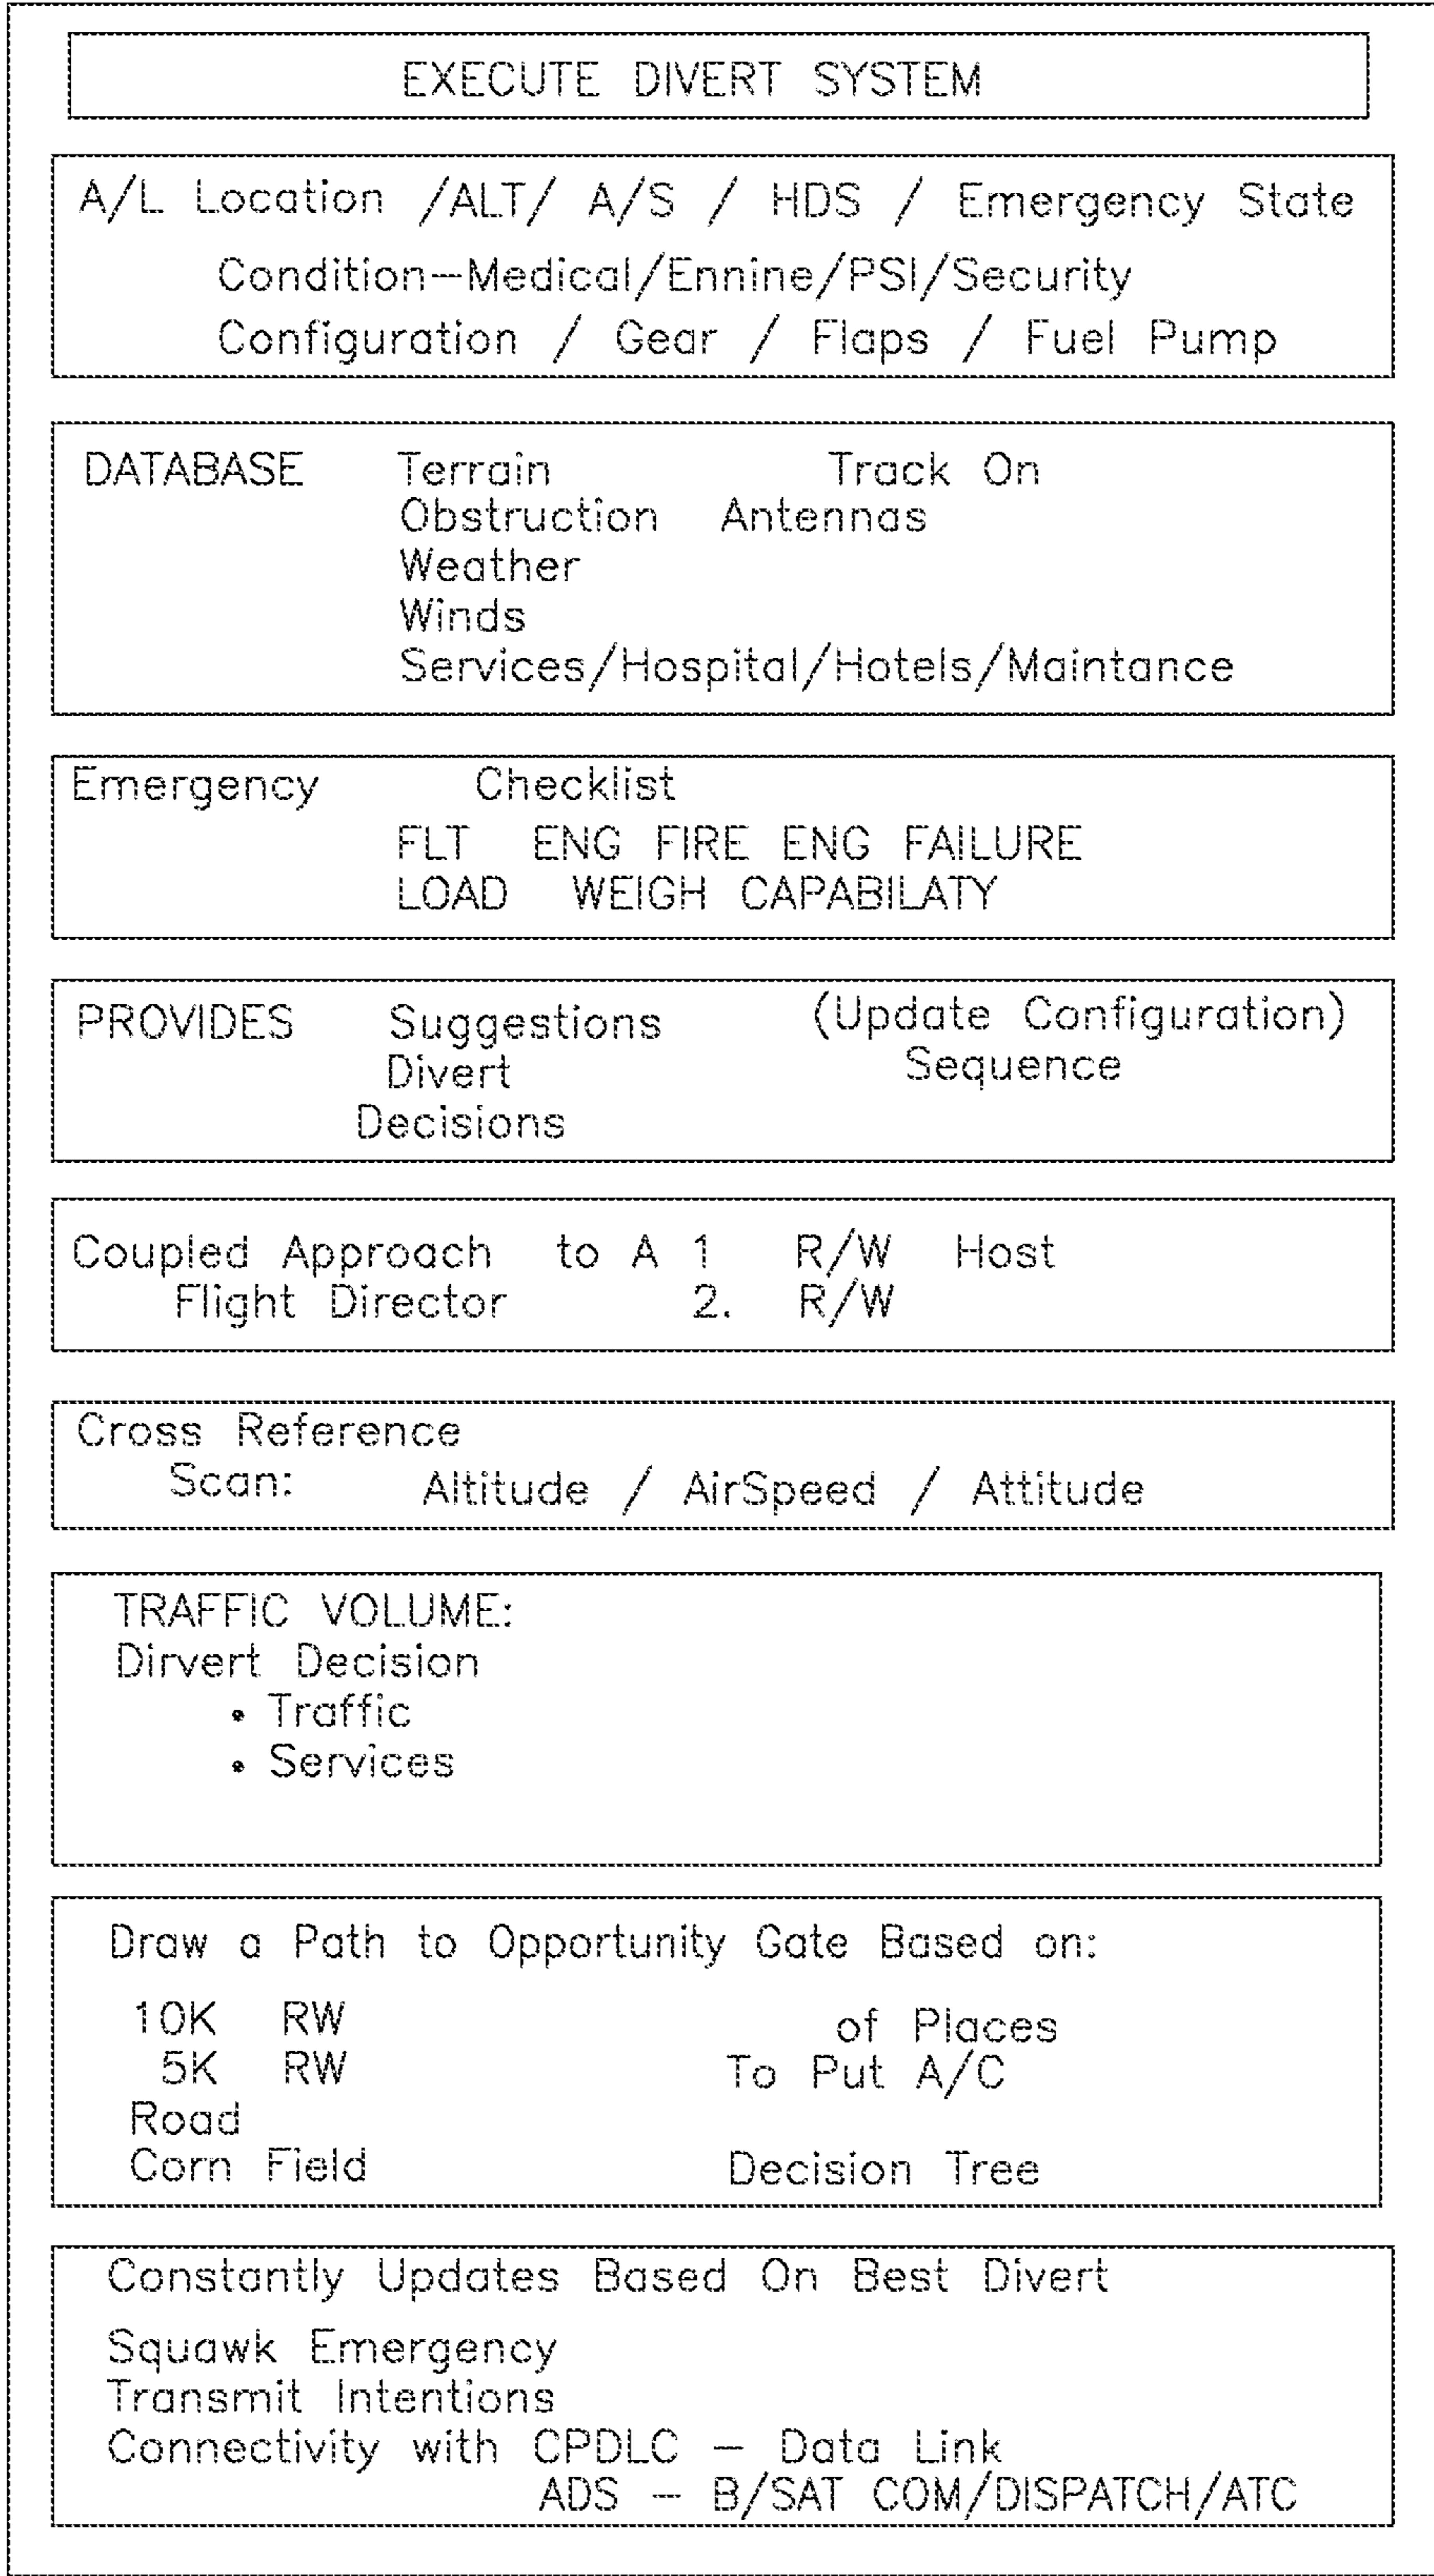 EXECUTE DIVERT SYSTEM
A/L Location /ALT/ A/S / HDS / Emergency State
Condition—Medical/Ennine/PSI/Security
Configuration / Gear / Flaps / Fuel Pump
DATABASE Terrain Track On
Obstruction Antennas
Weather
Winds
Services/Hospital/Hotels/Maintance
Emergency Checklist
FLT ENG FIRE ENG FAILURE
LOAD WEIGH CAPABILATY
PROVIDES Suggestions (Update Configuration)
Divert Sequence
Decisions
Coupled Approach to A 1 R/W Host
Flight Director 2. R/W
Cross Reference
Scan: Altitude / AirSpeed / Attitude
TRAFFIC VOLUME:
Dirvert Decision
• Traffic
• Services
Draw a Path to Opportunity Gate Based on:
10K RW of Places
5K RW To Put A/C
Road
Corn Field Decision Tree
Constantly Updates Based On Best Divert
Squawk Emergency
Transmit Intentions
Connectivity with CPDLC — Data Link
ADS — B/SAT COM/DISPATCH/ATC